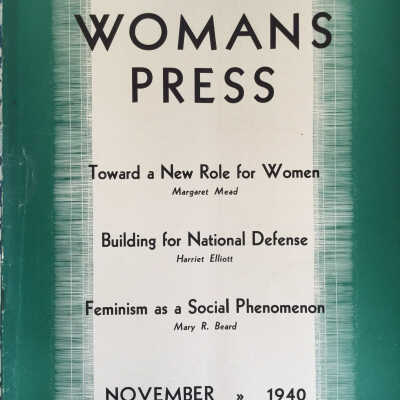 WOMANS
PRESS
Toward a New Role for Women
Margaret Mead
Building for National Defense
Harriet Elliott
Feminism as a Social Phenomenon
Mary R. Beard
NOVEMBER » 1940